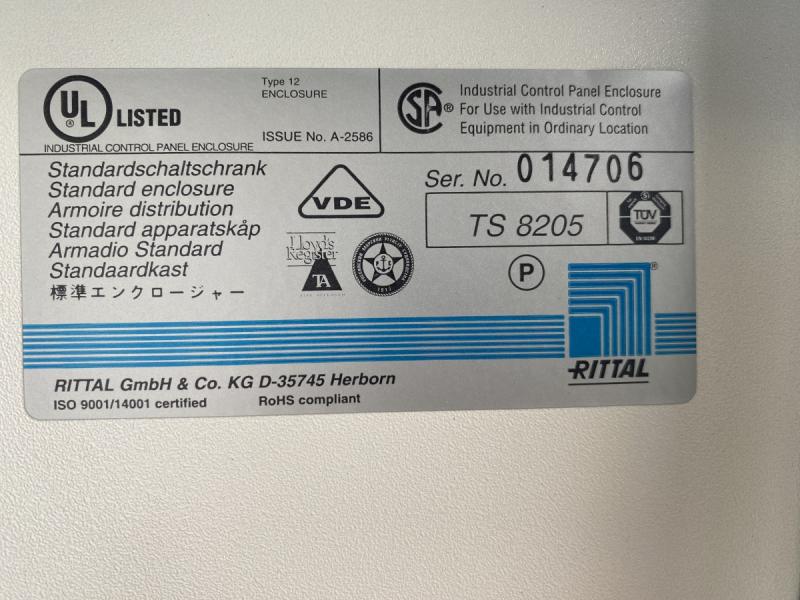 UL
®
LISTED
Type 12
ENCLOSURE
INDUSTRIAL CONTROL PANEL ENCLOSURE
ISSUE No. A-2586
SA®
Industrial Control Panel Enclosure
For Use with Industrial Control
Equipment in Ordinary Location
Standardschaltschrank
Standard enclosure
Armoire distribution
Standard apparatskåp
Armadio Standard
Standaardkast
標準エンクロージャー
VDE
Lloyd's
Register
TA
1913
Ser. No. 014706
TS 8205
TÜV
P
®
RITTAL
RITTAL GmbH & Co. KG D-35745 Herborn
ISO 9001/14001 certified
RoHS compliant